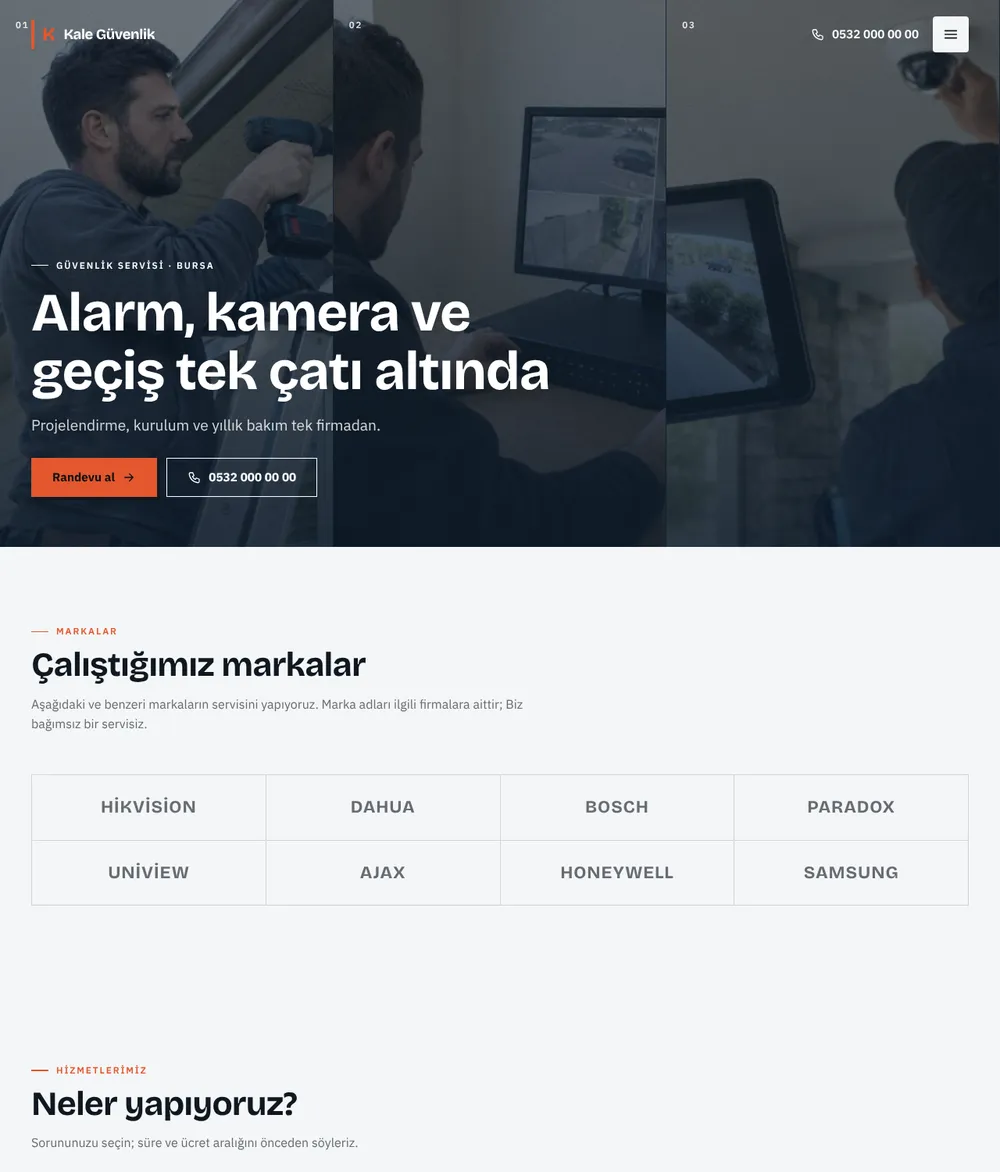 01
K Kale Güvenlik
02
03
0532 000 00 00
GÜVENLİK SERVİSİ · BURSA
Alarm, kamera ve
geçiş tek çatı altında
Projelendirme, kurulum ve yıllık bakım tek firmadan.
Randevu al →
0532 000 00 00
MARKALAR
Çalıştığımız markalar
Aşağıdaki ve benzeri markaların servisini yapıyoruz. Marka adları ilgili firmalara aittir; Biz
bağımsız bir servisiz.
HİKVİSİON
DAHUA
BOSCH
PARADOX
UNİVİEW
AJAX
HONEYWELL
SAMSUNG
HİZMETLERİMİZ
Neler yapıyoruz?
Sorununuzu seçin; süre ve ücret aralığını önceden söyleriz.